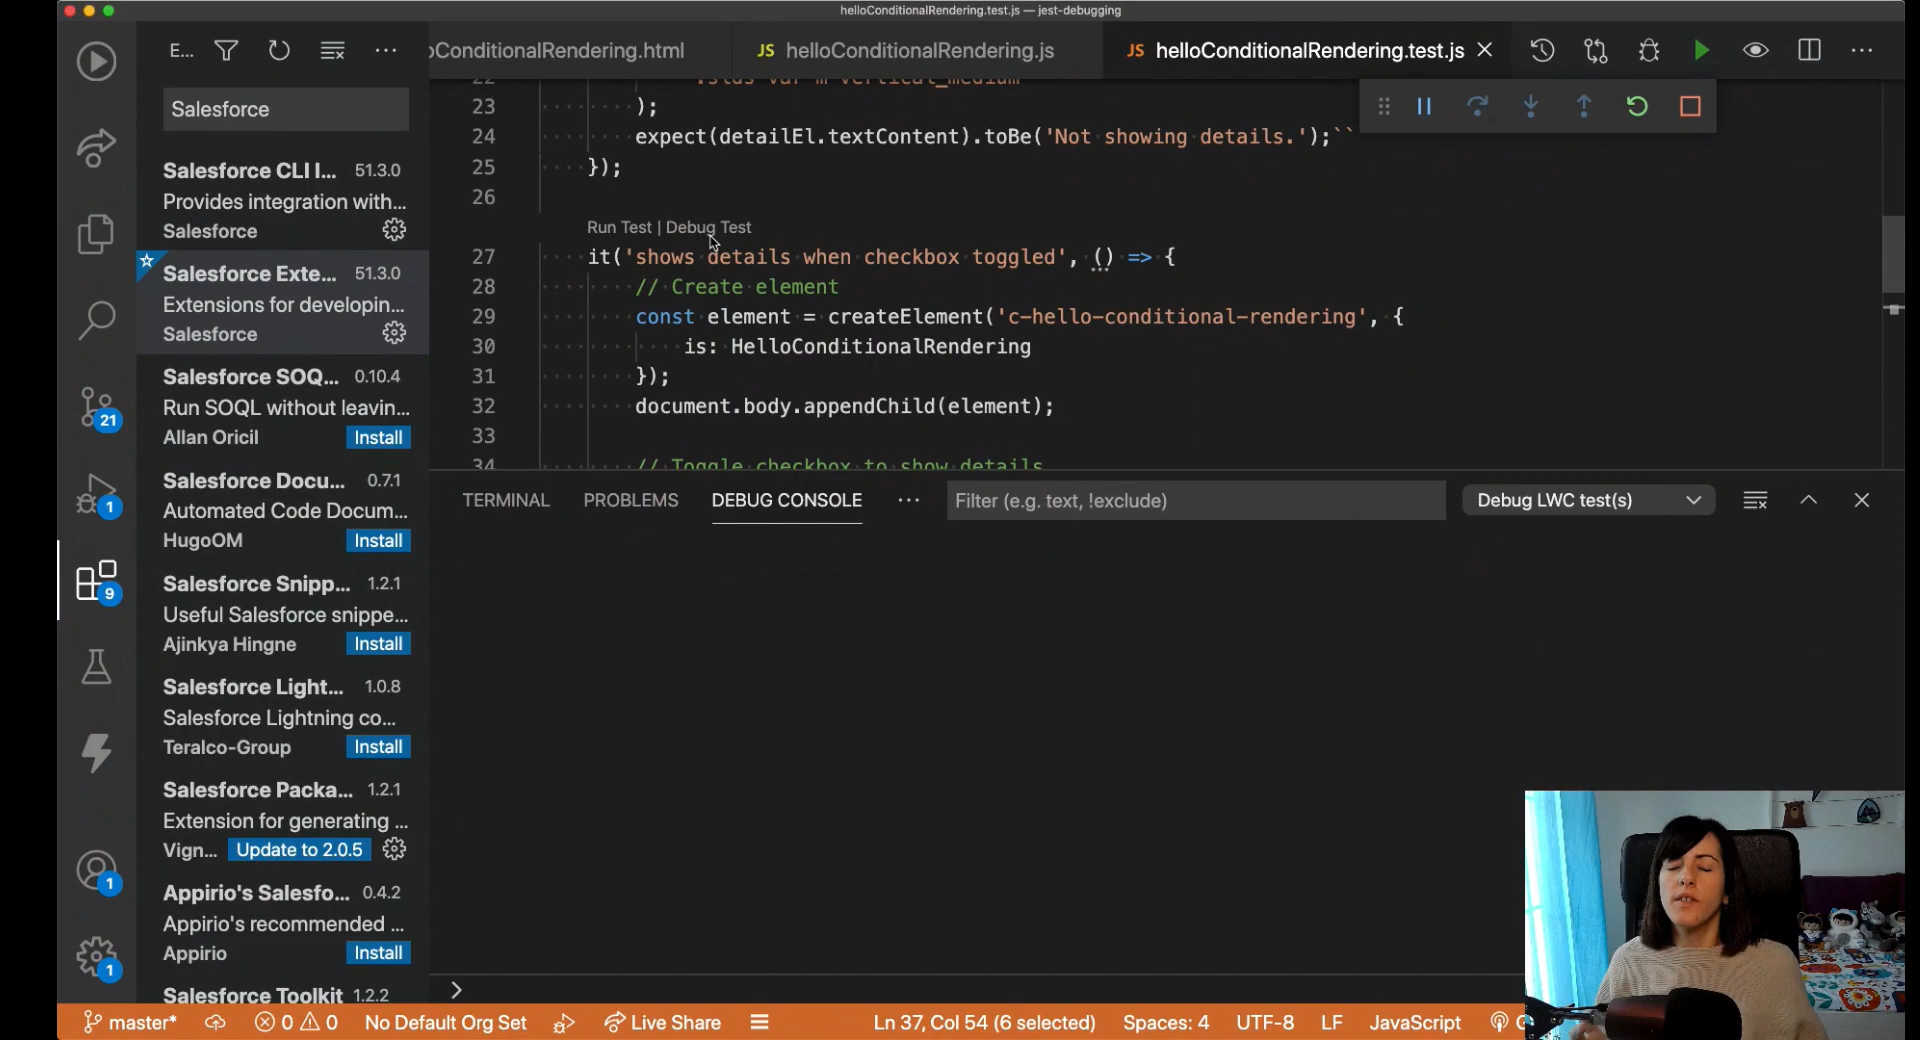 helloConditionalRendering.test.js — jest-debugging
E...
oConditionalRendering.html
JS helloConditionalRendering.js
JS helloConditionalRendering.test.js
Salesforce
Salesforce CLI I... 51.3.0
Provides integration with...
Salesforce
Salesforce Exte... 51.3.0
Extensions for developin...
Salesforce
Salesforce SOQ... 0.10.4
Run SOQL without leavin...
Allan Oricil Install
Salesforce Docu... 0.7.1
Automated Code Docum...
HugoOM Install
Salesforce Snipp... 1.2.1
Useful Salesforce snippe...
Ajinkya Hingne Install
Salesforce Light... 1.0.8
Salesforce Lightning co...
Teralco-Group Install
Salesforce Packa... 1.2.1
Extension for generating ...
Vign... Update to 2.0.5
Appirio's Salesfo... 0.4.2
Appirio's recommended ...
Appirio Install
Salesforce Toolkit 1.2.2
21
1
9
1
1
22 '.slds-var-m-vertical_medium'
23 );
24 expect(detailEl.textContent).toBe('Not showing details.');``
25 });
26
Run Test | Debug Test
27 it('shows details when checkbox toggled', () => {
28 // Create element
29 const element = createElement('c-hello-conditional-rendering', {
30 is: HelloConditionalRendering
31 });
32 document.body.appendChild(element);
33
34 // Toggle checkbox to show details
TERMINAL PROBLEMS DEBUG CONSOLE ··· Filter (e.g. text, !exclude) Debug LWC test(s)
master* 0 0 No Default Org Set Live Share Ln 37, Col 54 (6 selected) Spaces: 4 UTF-8 LF JavaScript